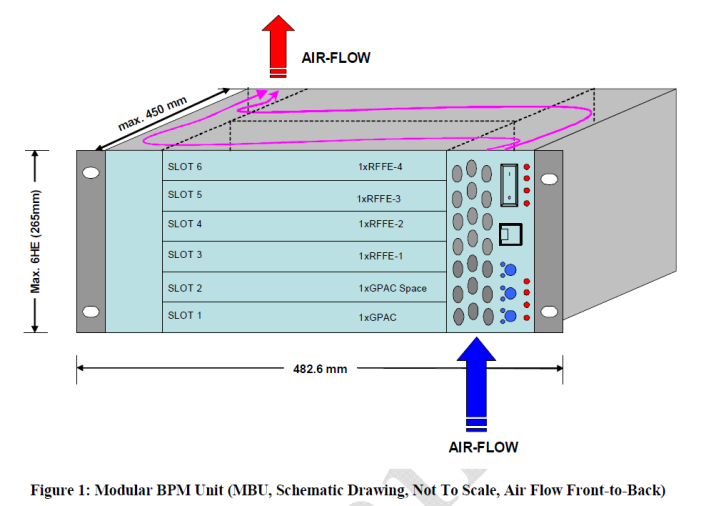 AIR-FLOW
max. 450 mm
Max. 6HE (265mm)
SLOT 6 1xRFFE-4
SLOT 5 1xRFFE-3
SLOT 4 1xRFFE-2
SLOT 3 1xRFFE-1
SLOT 2 1xGPAC Space
SLOT 1 1xGPAC
I
0
482.6 mm
AIR-FLOW
Figure 1: Modular BPM Unit (MBU, Schematic Drawing, Not To Scale, Air Flow Front-to-Back)